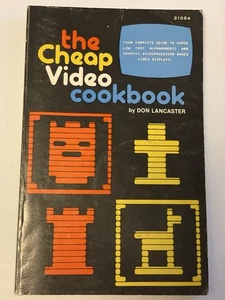 21524
the
Cheap
Video
cookbook
YOUR COMPLETE GUIDE TO SUPER
LOW COST ALPHANUMERIC AND
GRAPHIC MICROPROCESSOR BASED
VIDEO DISPLAYS.
by DON LANCASTER